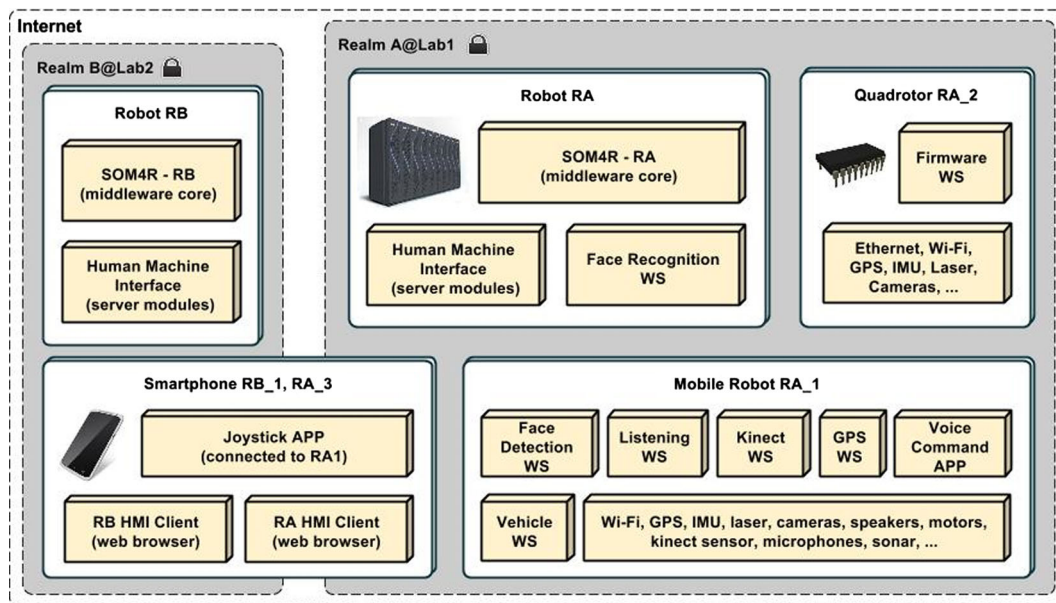 Internet
Realm B@Lab2
Robot RB
SOM4R - RB
(middleware core)
Human Machine
Interface
(server modules)
Realm A@Lab1
Robot RA
SOM4R - RA
(middleware core)
Human Machine
Interface
(server modules)
Face Recognition
WS
Quadrotor RA_2
Firmware
WS
Ethernet, Wi-Fi,
GPS, IMU, Laser,
Cameras, ...
Smartphone RB_1, RA_3
Joystick APP
(connected to RA1)
RB HMI Client
(web browser)
RA HMI Client
(web browser)
Mobile Robot RA_1
Face
Detection
WS
Listening
WS
Kinect
WS
GPS
WS
Voice
Command
APP
Vehicle
WS
Wi-Fi, GPS, IMU, laser, cameras, speakers, motors,
kinect sensor, microphones, sonar, ...